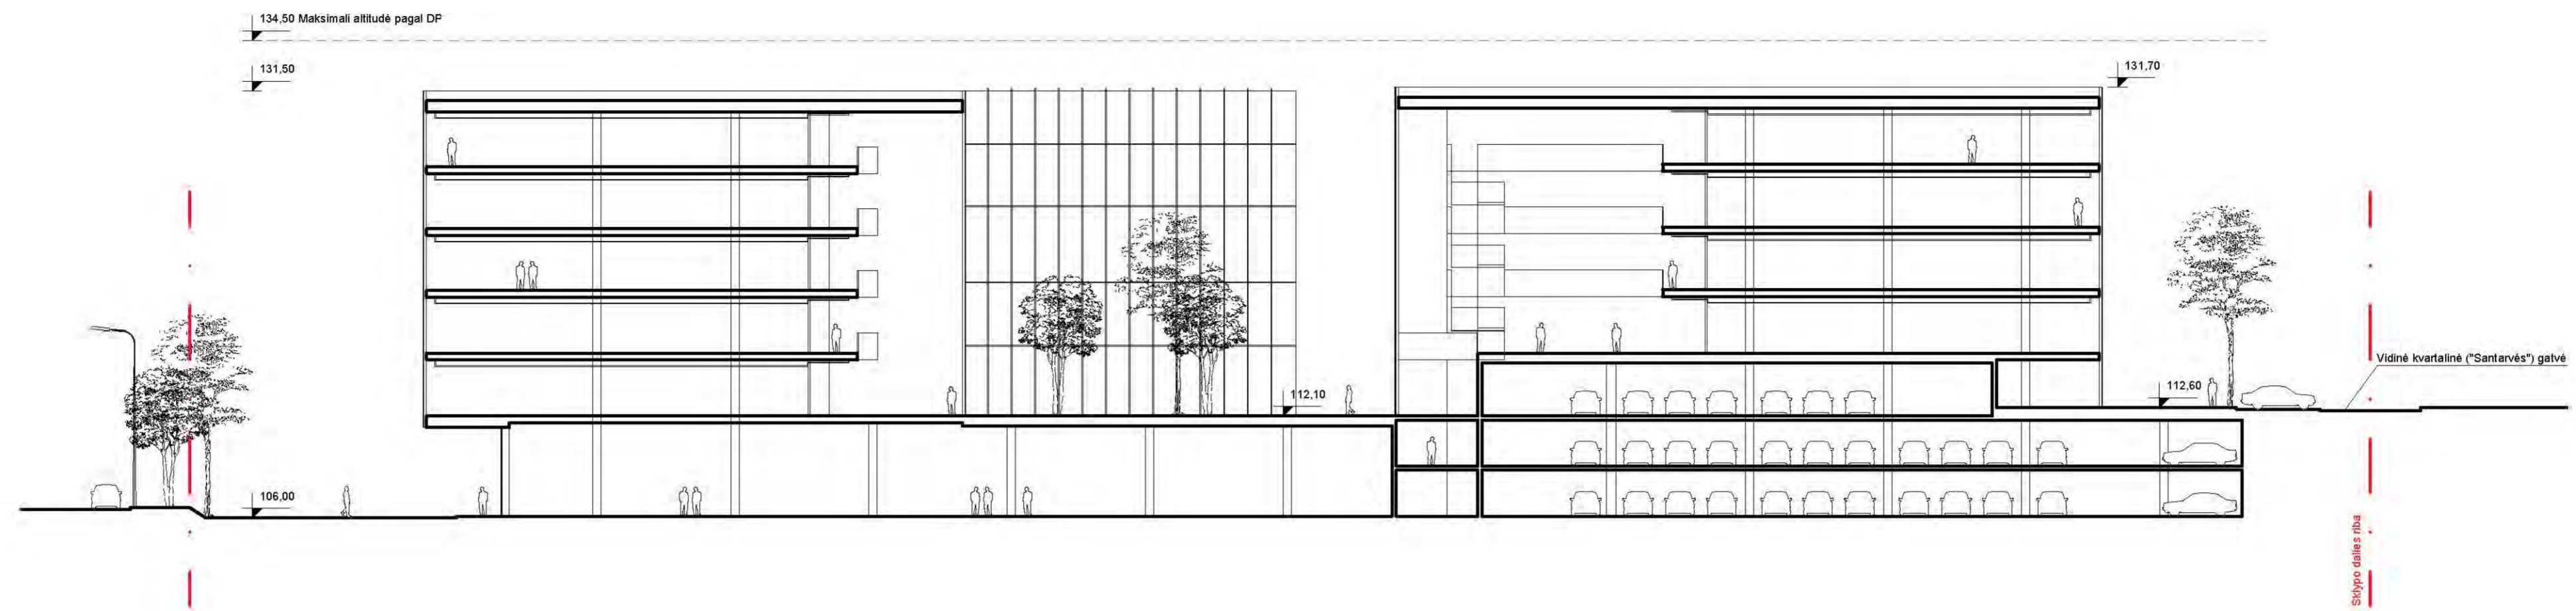 134,50 Maksimali altitudė pagal DP
131,50
131,70
112,10
112,60
Vidinė kvartalinė ("Santarvės") gatvė
106,00
Sklypo dalies riba